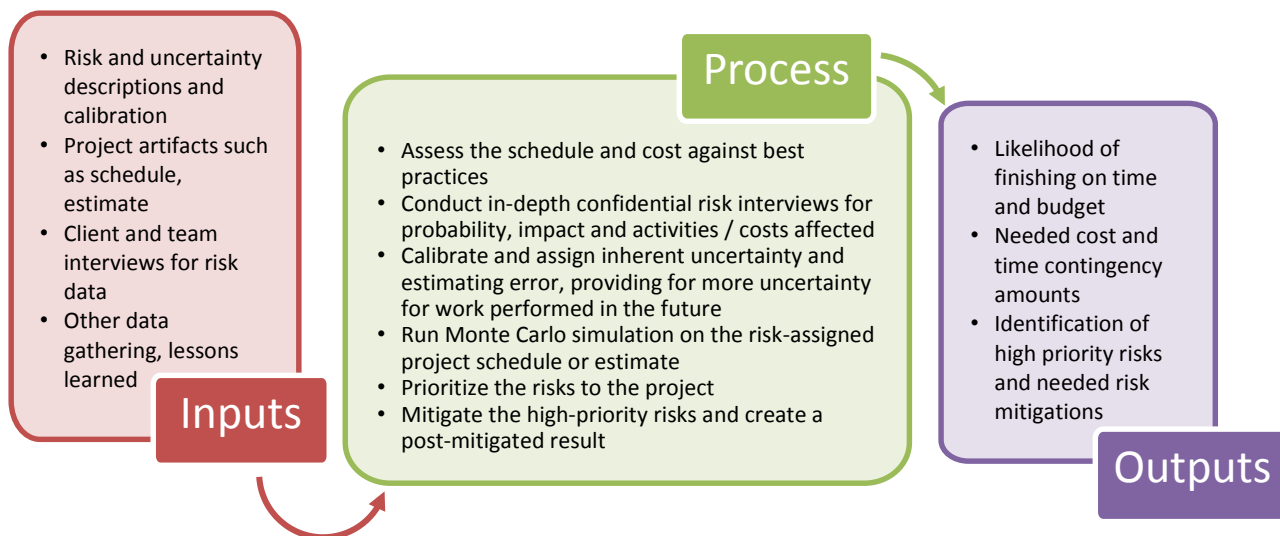 • Risk and uncertainty
descriptions and
calibration
• Project artifacts such
as schedule,
estimate
• Client and team
interviews for risk
data
• Other data
gathering, lessons
learned
Inputs
Process
• Assess the schedule and cost against best
practices
• Conduct in-depth confidential risk interviews for
probability, impact and activities / costs affected
• Calibrate and assign inherent uncertainty and
estimating error, providing for more uncertainty
for work performed in the future
• Run Monte Carlo simulation on the risk-assigned
project schedule or estimate
• Prioritize the risks to the project
• Mitigate the high-priority risks and create a
post-mitigated result
• Likelihood of
finishing on time
and budget
• Needed cost and
time contingency
amounts
• Identification of
high priority risks
and needed risk
mitigations
Outputs